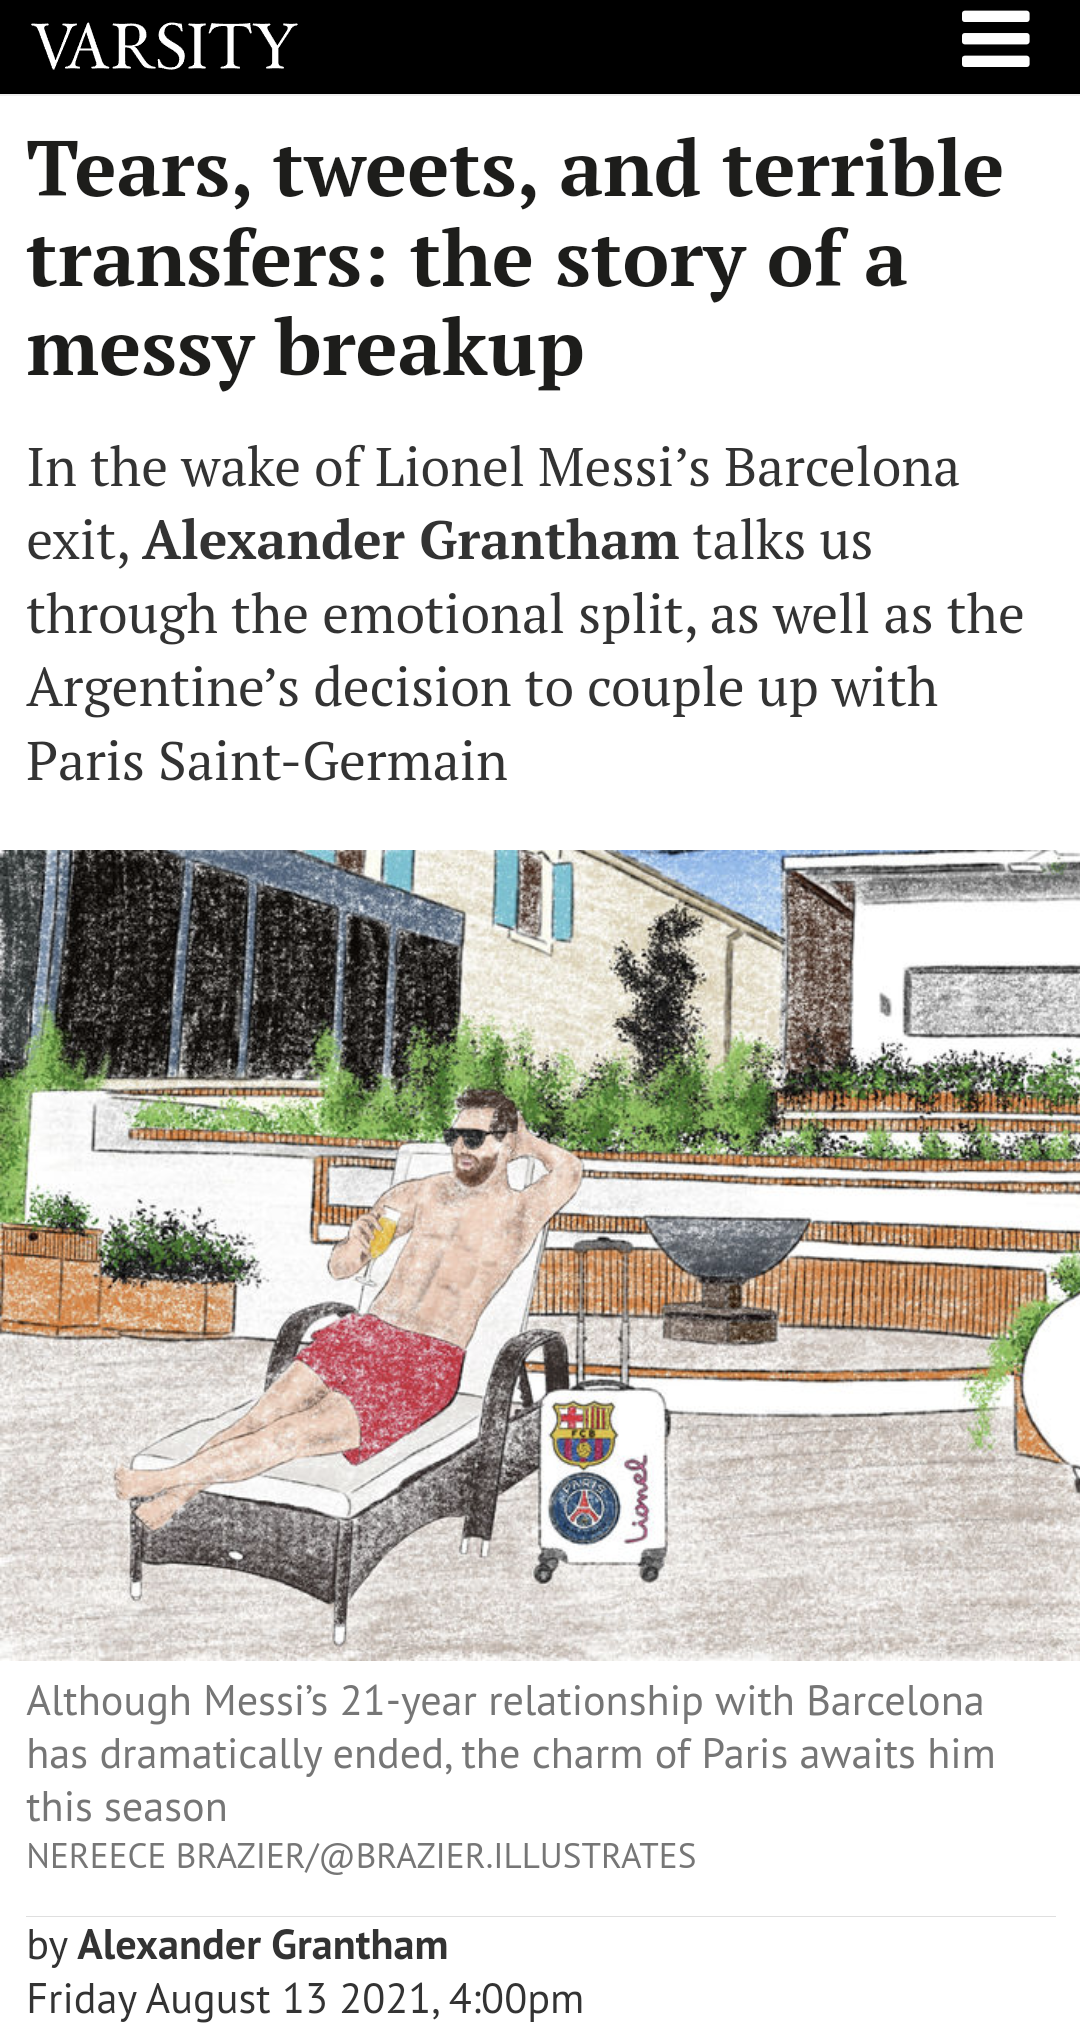 VARSITY
Tears, tweets, and terrible
transfers: the story of a
messy breakup
In the wake of Lionel Messi’s Barcelona
exit, Alexander Grantham talks us
through the emotional split, as well as the
Argentine’s decision to couple up with
Paris Saint-Germain
FCB
PARIS
Lionel
Although Messi’s 21-year relationship with Barcelona
has dramatically ended, the charm of Paris awaits him
this season
NEREECE BRAZIER/@BRAZIER.ILLUSTRATES
by Alexander Grantham
Friday August 13 2021, 4:00pm